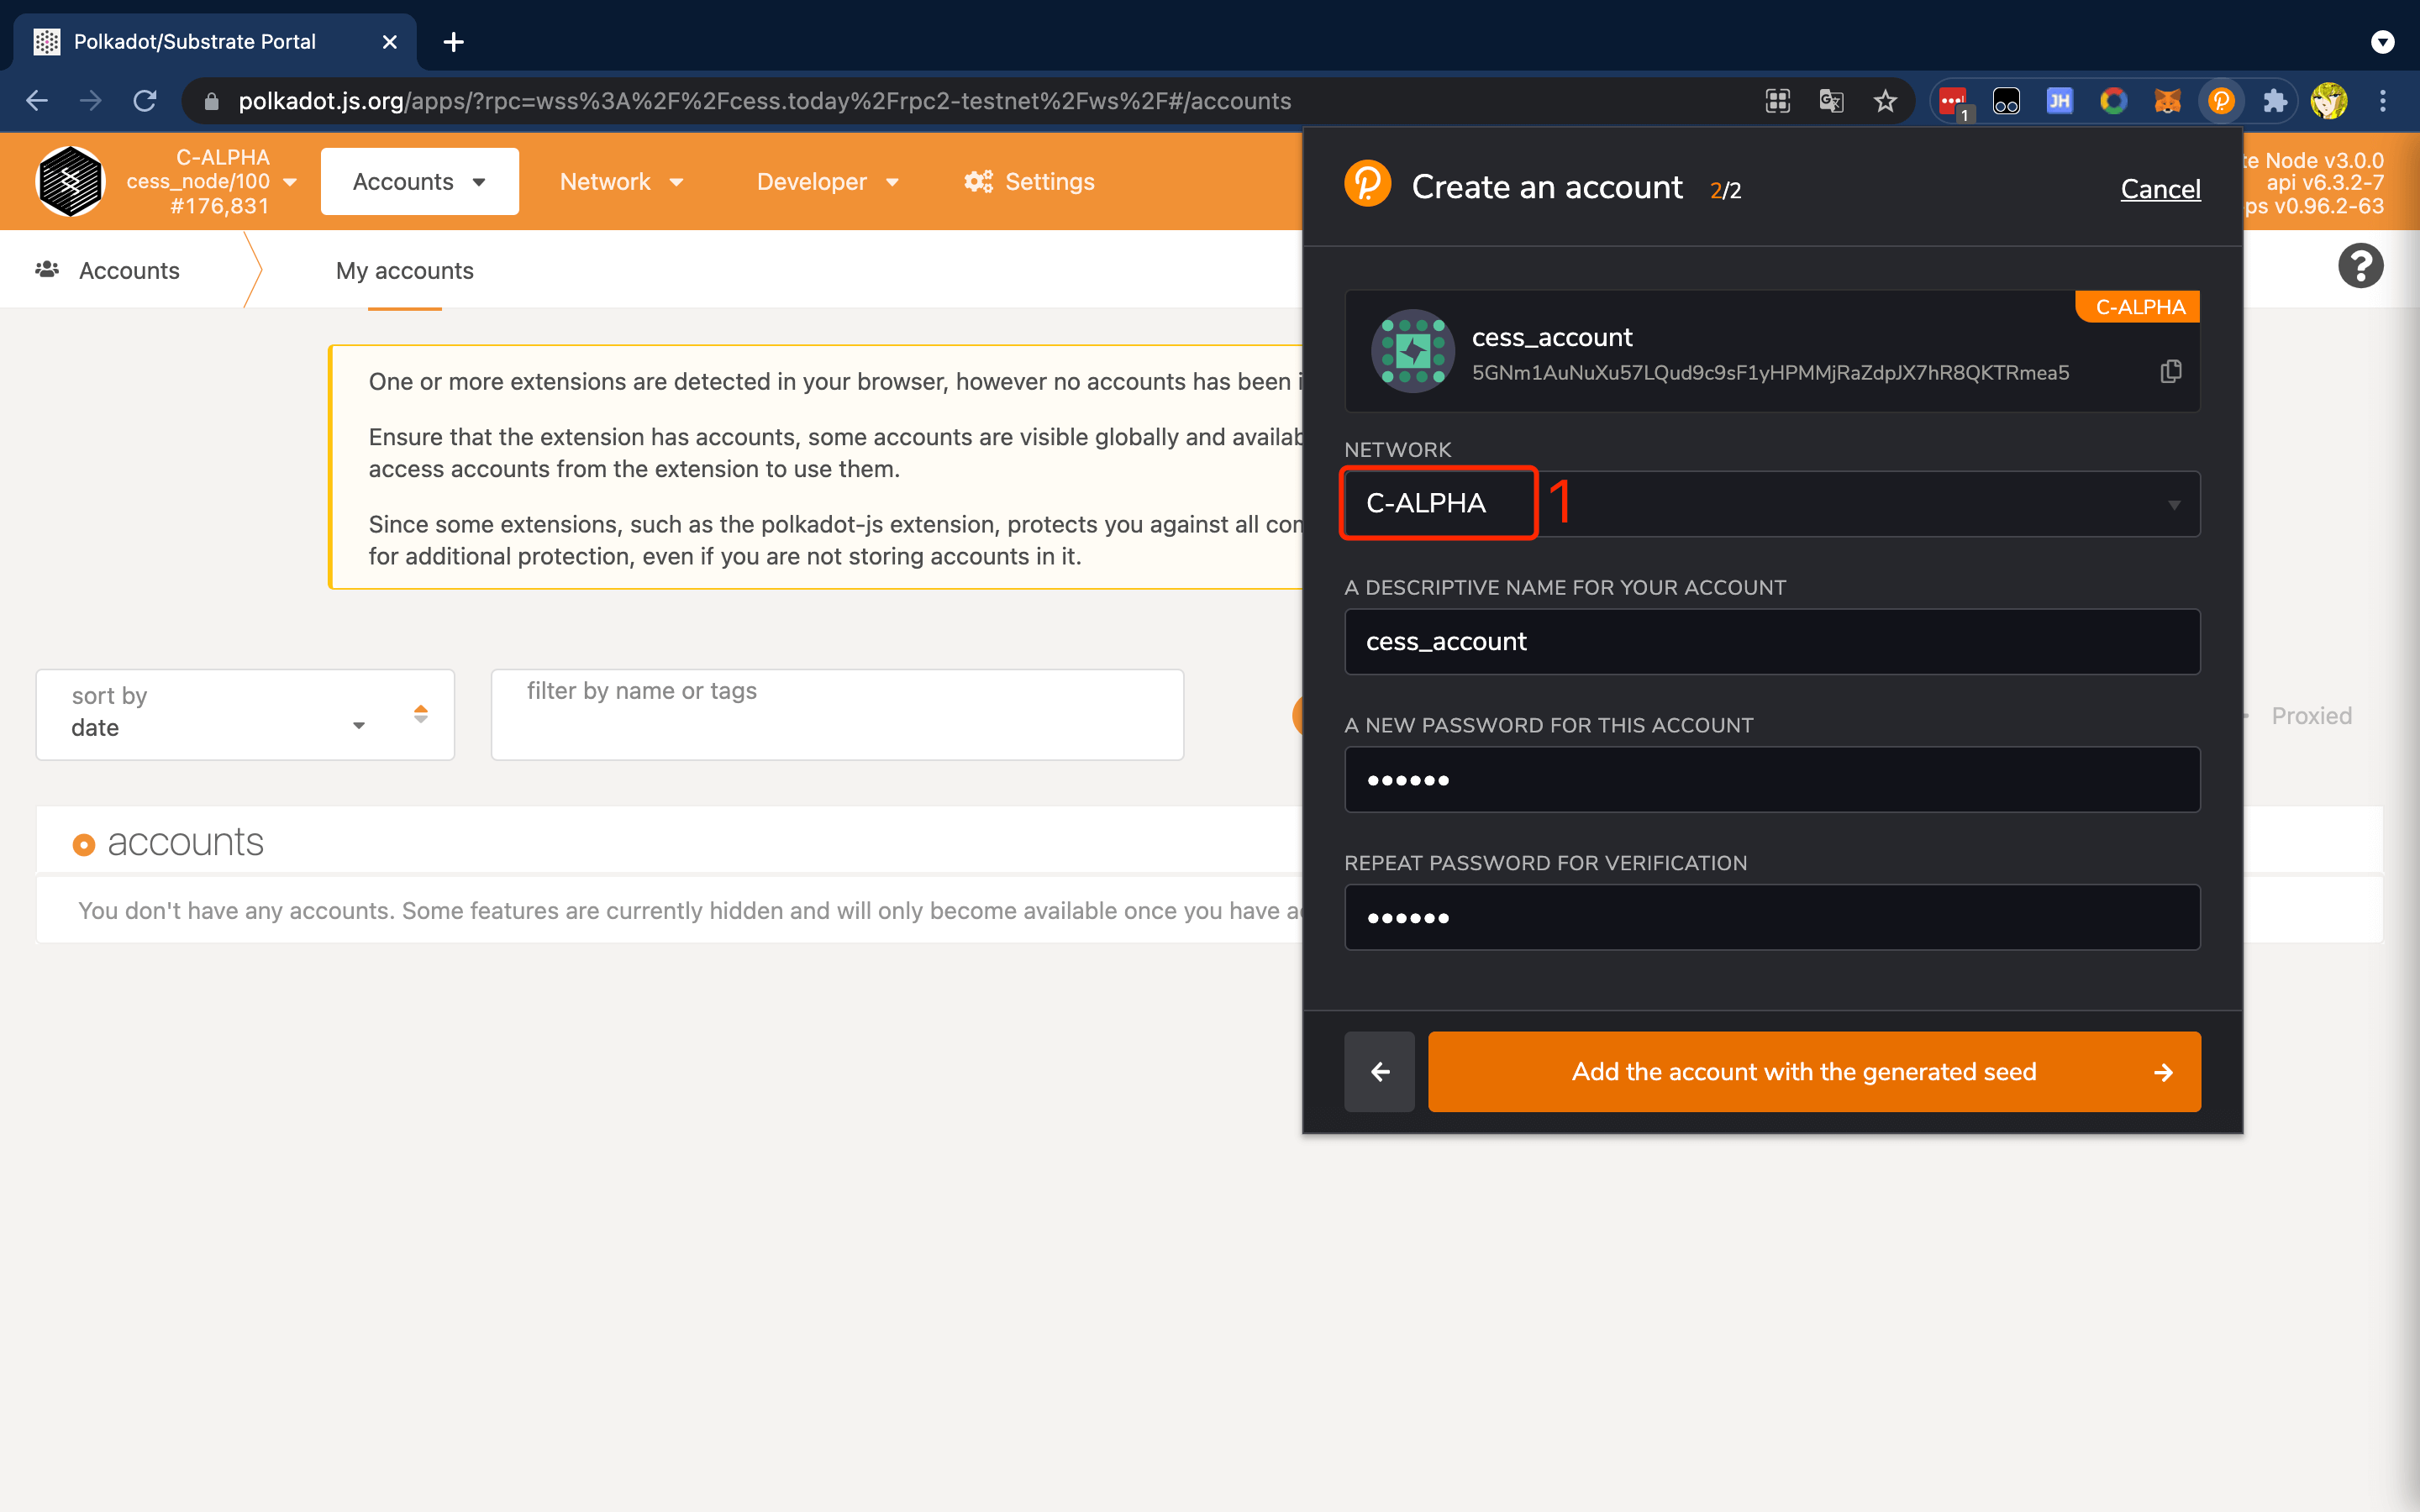 Polkadot/Substrate Portal
polkadot.js.org/apps/?rpc=wss%3A%2F%2Fcess.today%2Frpc2-testnet%2Fws%2F#/accounts
1
JH
C-ALPHA
cess_node/100
#176,831
Accounts
Network
Developer
Settings
Node v3.0.0
api v6.3.2-7
v0.96.2-63
Accounts
My accounts
One or more extensions are detected in your browser, however no accounts has been
Ensure that the extension has accounts, some accounts are visible globally and
access accounts from the extension to use them.
Since some extensions, such as the polkadot-js extension, protects you against all
for additional protection, even if you are not storing accounts in it.
sort by
date
filter by name or tags
Proxied
accounts
You don't have any accounts. Some features are currently hidden and will only become available once you have
Create an account 2/2
Cancel
C-ALPHA
cess_account
5GNm1AuNuXu57LQud9c9sF1yHPMMjRaZdpJX7hR8QKTRmea5
NETWORK
C-ALPHA
1
A DESCRIPTIVE NAME FOR YOUR ACCOUNT
cess_account
A NEW PASSWORD FOR THIS ACCOUNT
••••••
REPEAT PASSWORD FOR VERIFICATION
••••••
Add the account with the generated seed